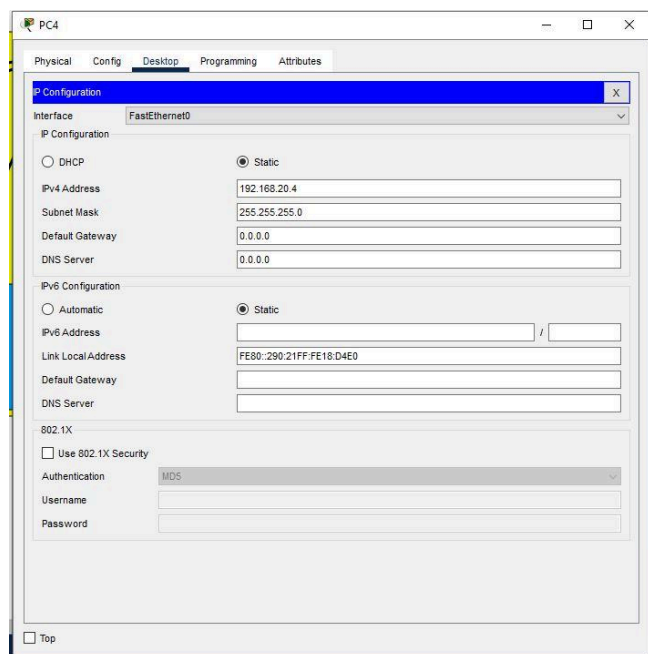 PC4
Physical Config Desktop Programming Attributes
IP Configuration X
Interface FastEthernet0
IP Configuration
DHCP Static
IPv4 Address 192.168.20.4
Subnet Mask 255.255.255.0
Default Gateway 0.0.0.0
DNS Server 0.0.0.0
IPv6 Configuration
Automatic Static
IPv6 Address /
Link Local Address FE80::290:21FF:FE18:D4E0
Default Gateway
DNS Server
802.1X
Use 802.1X Security
Authentication MD5
Username
Password
Top